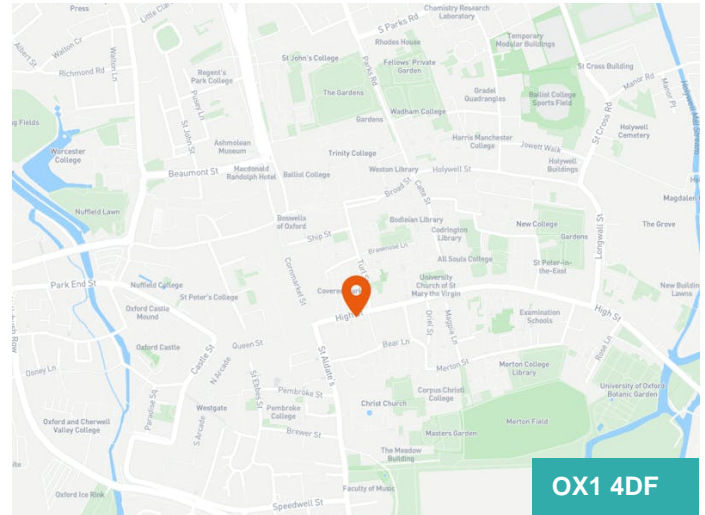 Press
Little Cla
Chemistry Research
Laboratory
S Parks Rd
Rhodes House
Temporary
Modular Buildings
Walton Cr
Walton Ln
Albert St
Richmond Rd
St John's College
Fellows' Private
Garden
St Cross Building
Regent's
Park College
Pusey Ln
Parks Rd
Manor Rd
Manor Pl
The Gardens
Gradel
Quadrangles
Balliol College
Sports Field
Holywell Mill Stream
Wadham College
St Cross Rd
ng Fields
St John St
Gardens
Holywell
Cemetery
Ashmolean
Museum
Harris Manchester
College
Jowett Walk
Worcester
College
Trinity College
Holywell
Buildings
Beaumont St
Macdonald
Randolph Hotel
Balliol College
Weston Library
Holywell St
Broad St
Catte St
Magdalen
Nuffield Lawn
Boswells
of Oxford
Bodleian Library
Longwall St
New College
The Grove
Codrington
Library
Ship St
Gardens
Brasenose Ln
Turl
All Souls College
Cornmarket St
St Peter-in-
the-East
Park End St
Nuffield College
Covere
University
Church of St
Mary the Virgin
New Building
Lawns
St Peter's College
Oxford Castle
Mound
High
High St
Oriel St
Magpie Ln
Examination
Schools
Queen St
Bear Ln
Oxford Castle
Castle St
N Arcade
St Aldate's
Rose Ln
Merton St
Merton College
Library
Osney Ln
St Ebbes St
University of Oxford
Botanic Garden
Paradise Sq
Pembroke St
Corpus Christi
College
Westgate
Pembroke
College
Christ Church
Oxford and Cherwell
Valley College
S Arcade
Merton Field
Brewer St
Masters Garden
The Meadow
Building
Oxford Ice Rink
Faculty of Music
Speedwell St
OX1 4DF